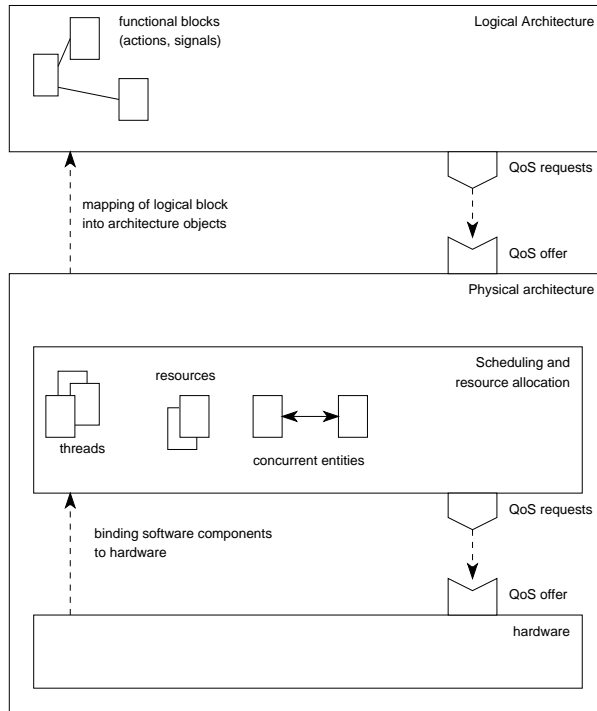 functional blocks
(actions, signals)
Logical Architecture
QoS requests
mapping of logical block
into architecture objects
QoS offer
Physical architecture
Scheduling and
resource allocation
resources
threads
concurrent entities
QoS requests
binding software components
to hardware
QoS offer
hardware